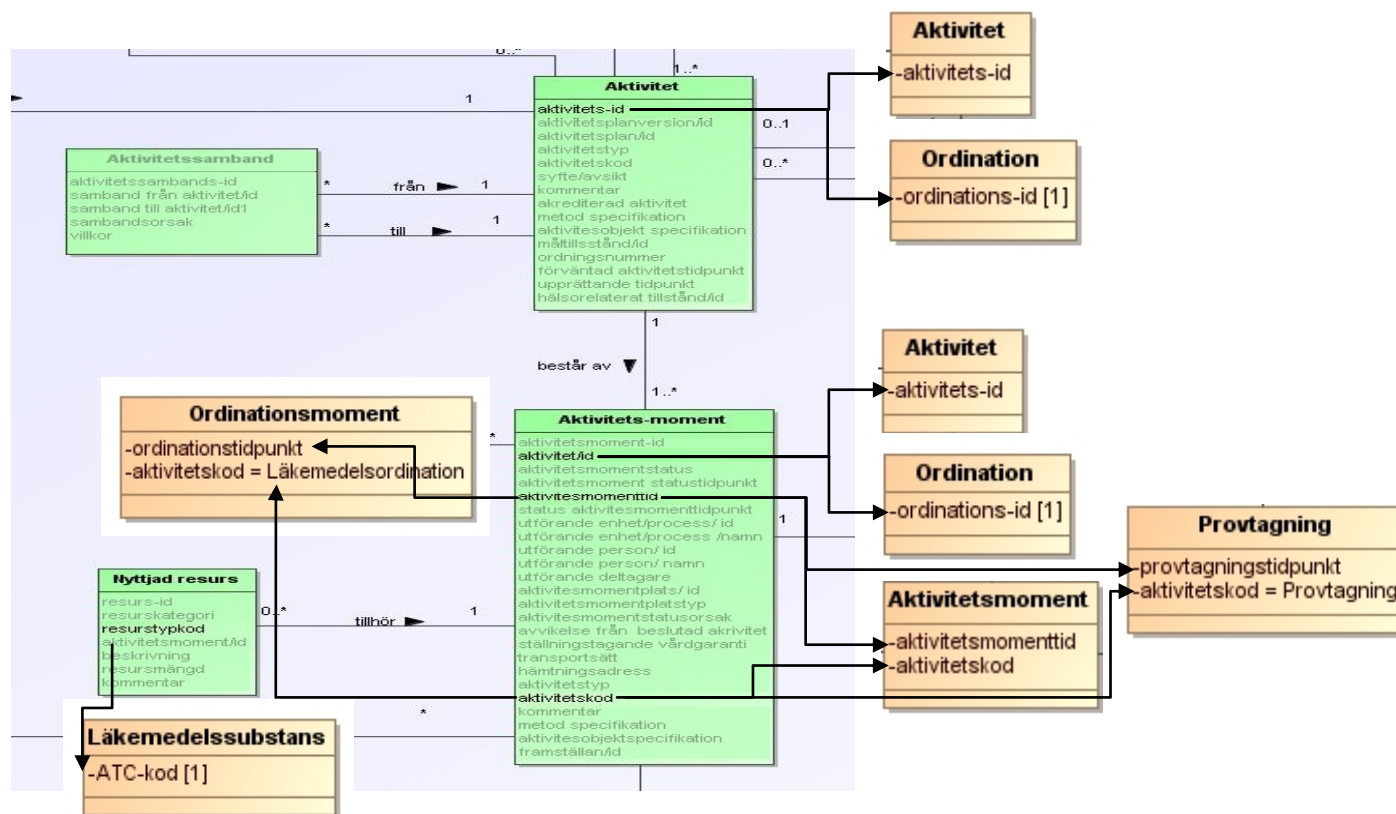 Aktivitet
-aktivitets-id
Ordination
-ordinations-id [1]
0..*
1..*
1
Aktivitet
aktivitets-id
aktivitetsplanversion/id
aktivitetsplan/id
aktivitetstyp
aktivitetskod
syfte/avsikt
kommentar
akrediterad aktivitet
metod specifikation
aktivitesobjekt specifikation
måltillsstånd/id
ordningsnummer
förväntad aktivitetstidpunkt
upprättande tidpunkt
hälsorelaterat tillstånd/id
0..1
0..*
Aktivitetssamband
aktivitetssambands-id
samband från aktivitet/id
samband till aktivitet/id1
sambandsorsak
villkor
*
från
1
*
till
1
1
består av
1..*
Aktivitet
-aktivitets-id
Ordination
-ordinations-id [1]
Ordinationsmoment
-ordinationstidpunkt
-aktivitetskod = Läkemedelsordination
*
Aktivitets-moment
aktivitetsmoment-id
aktivitet/id
aktivitetsmomentstatus
aktivitetsmoment statustidpunkt
aktivitesmomenttid
status aktivitesmomenttidpunkt
utförande enhet/process/ id
utförande enhet/process /namn
utförande person/ id
utförande person/ namn
utförande deltagare
aktivitesmomentplats/ id
aktivitetsmomentplatstyp
aktivitesmomentstatusorsak
avvikelse från beslutad akrivitet
ställningstagande vårdgaranti
transportsätt
hämtningsadress
aktivitetstyp
aktivitetskod
kommentar
metod specifikation
aktivitesobjektspecifikation
framställan/id
1
Provtagning
-provtagningstidpunkt
-aktivitetskod = Provtagning
Aktivitetsmoment
-aktivitetsmomenttid
-aktivitetskod
Nyttjad resurs
resurs-id
resurskategori
resurstypkod
aktivitetsmoment/id
beskrivning
resursmängd
kommentar
0..*
tillhör
1
*
Läkemedelssubstans
-ATC-kod [1]